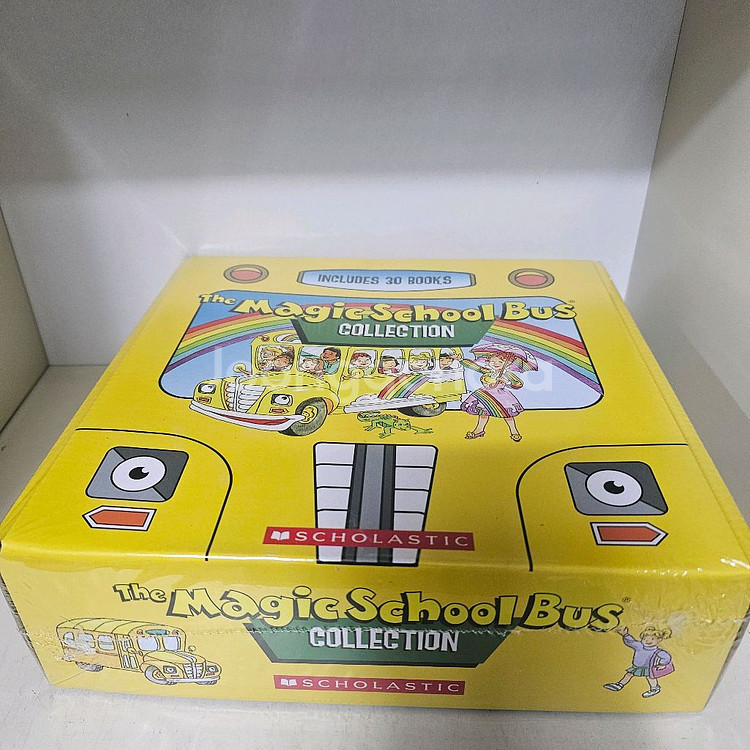 INCLUDES 30 BOOKS
The Magic School Bus®
COLLECTION
SCHOLASTIC
The Magic School Bus®
COLLECTION
SCHOLASTIC